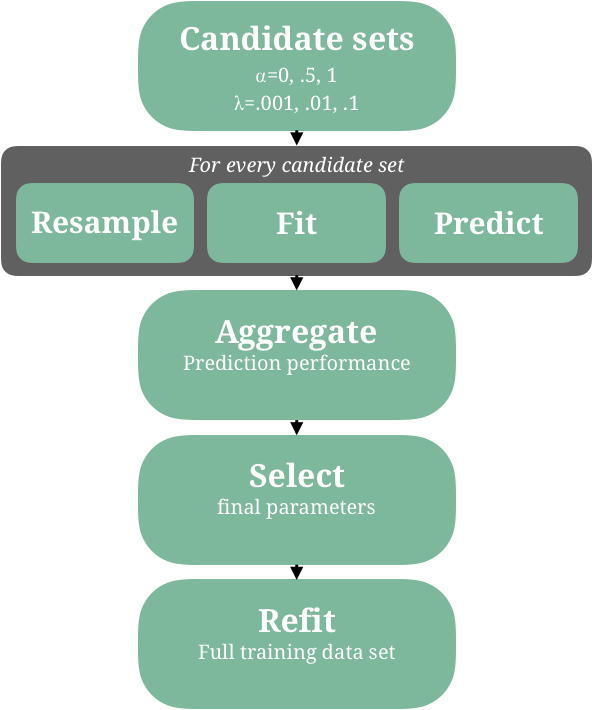 Candidate sets
α=0, .5, 1
λ=.001, .01, .1
For every candidate set
Resample
Fit
Predict
Aggregate
Prediction performance
Select
final parameters
Refit
Full training data set